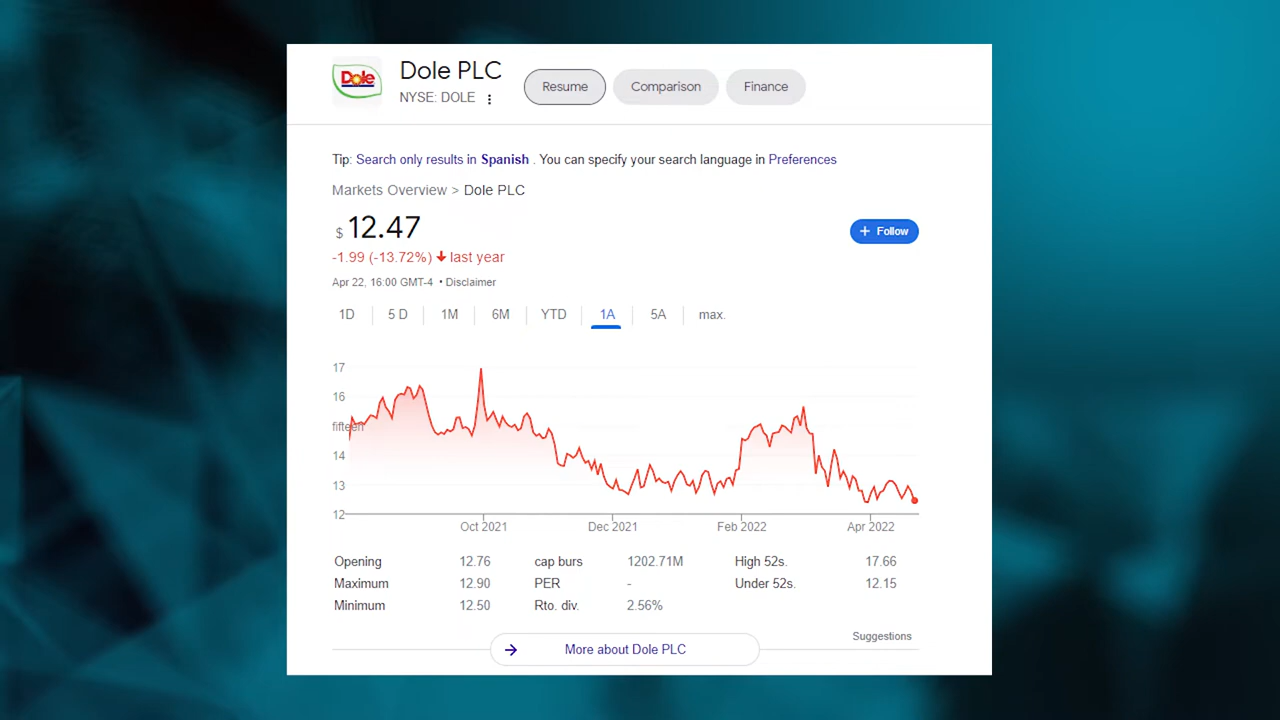 Dole
Dole PLC
NYSE: DOLE
Resume Comparison Finance
Tip: Search only results in Spanish . You can specify your search language in Preferences
Markets Overview > Dole PLC
$ 12.47
+ Follow
-1.99 (-13.72%) last year
Apr 22, 16:00 GMT-4 • Disclaimer
1D 5 D 1M 6M YTD 1A 5A max.
17
16
fifteen
14
13
12
Oct 2021 Dec 2021 Feb 2022 Apr 2022
Opening 12.76 cap burs 1202.71M High 52s. 17.66
Maximum 12.90 PER - Under 52s. 12.15
Minimum 12.50 Rto. div. 2.56%
Suggestions
More about Dole PLC